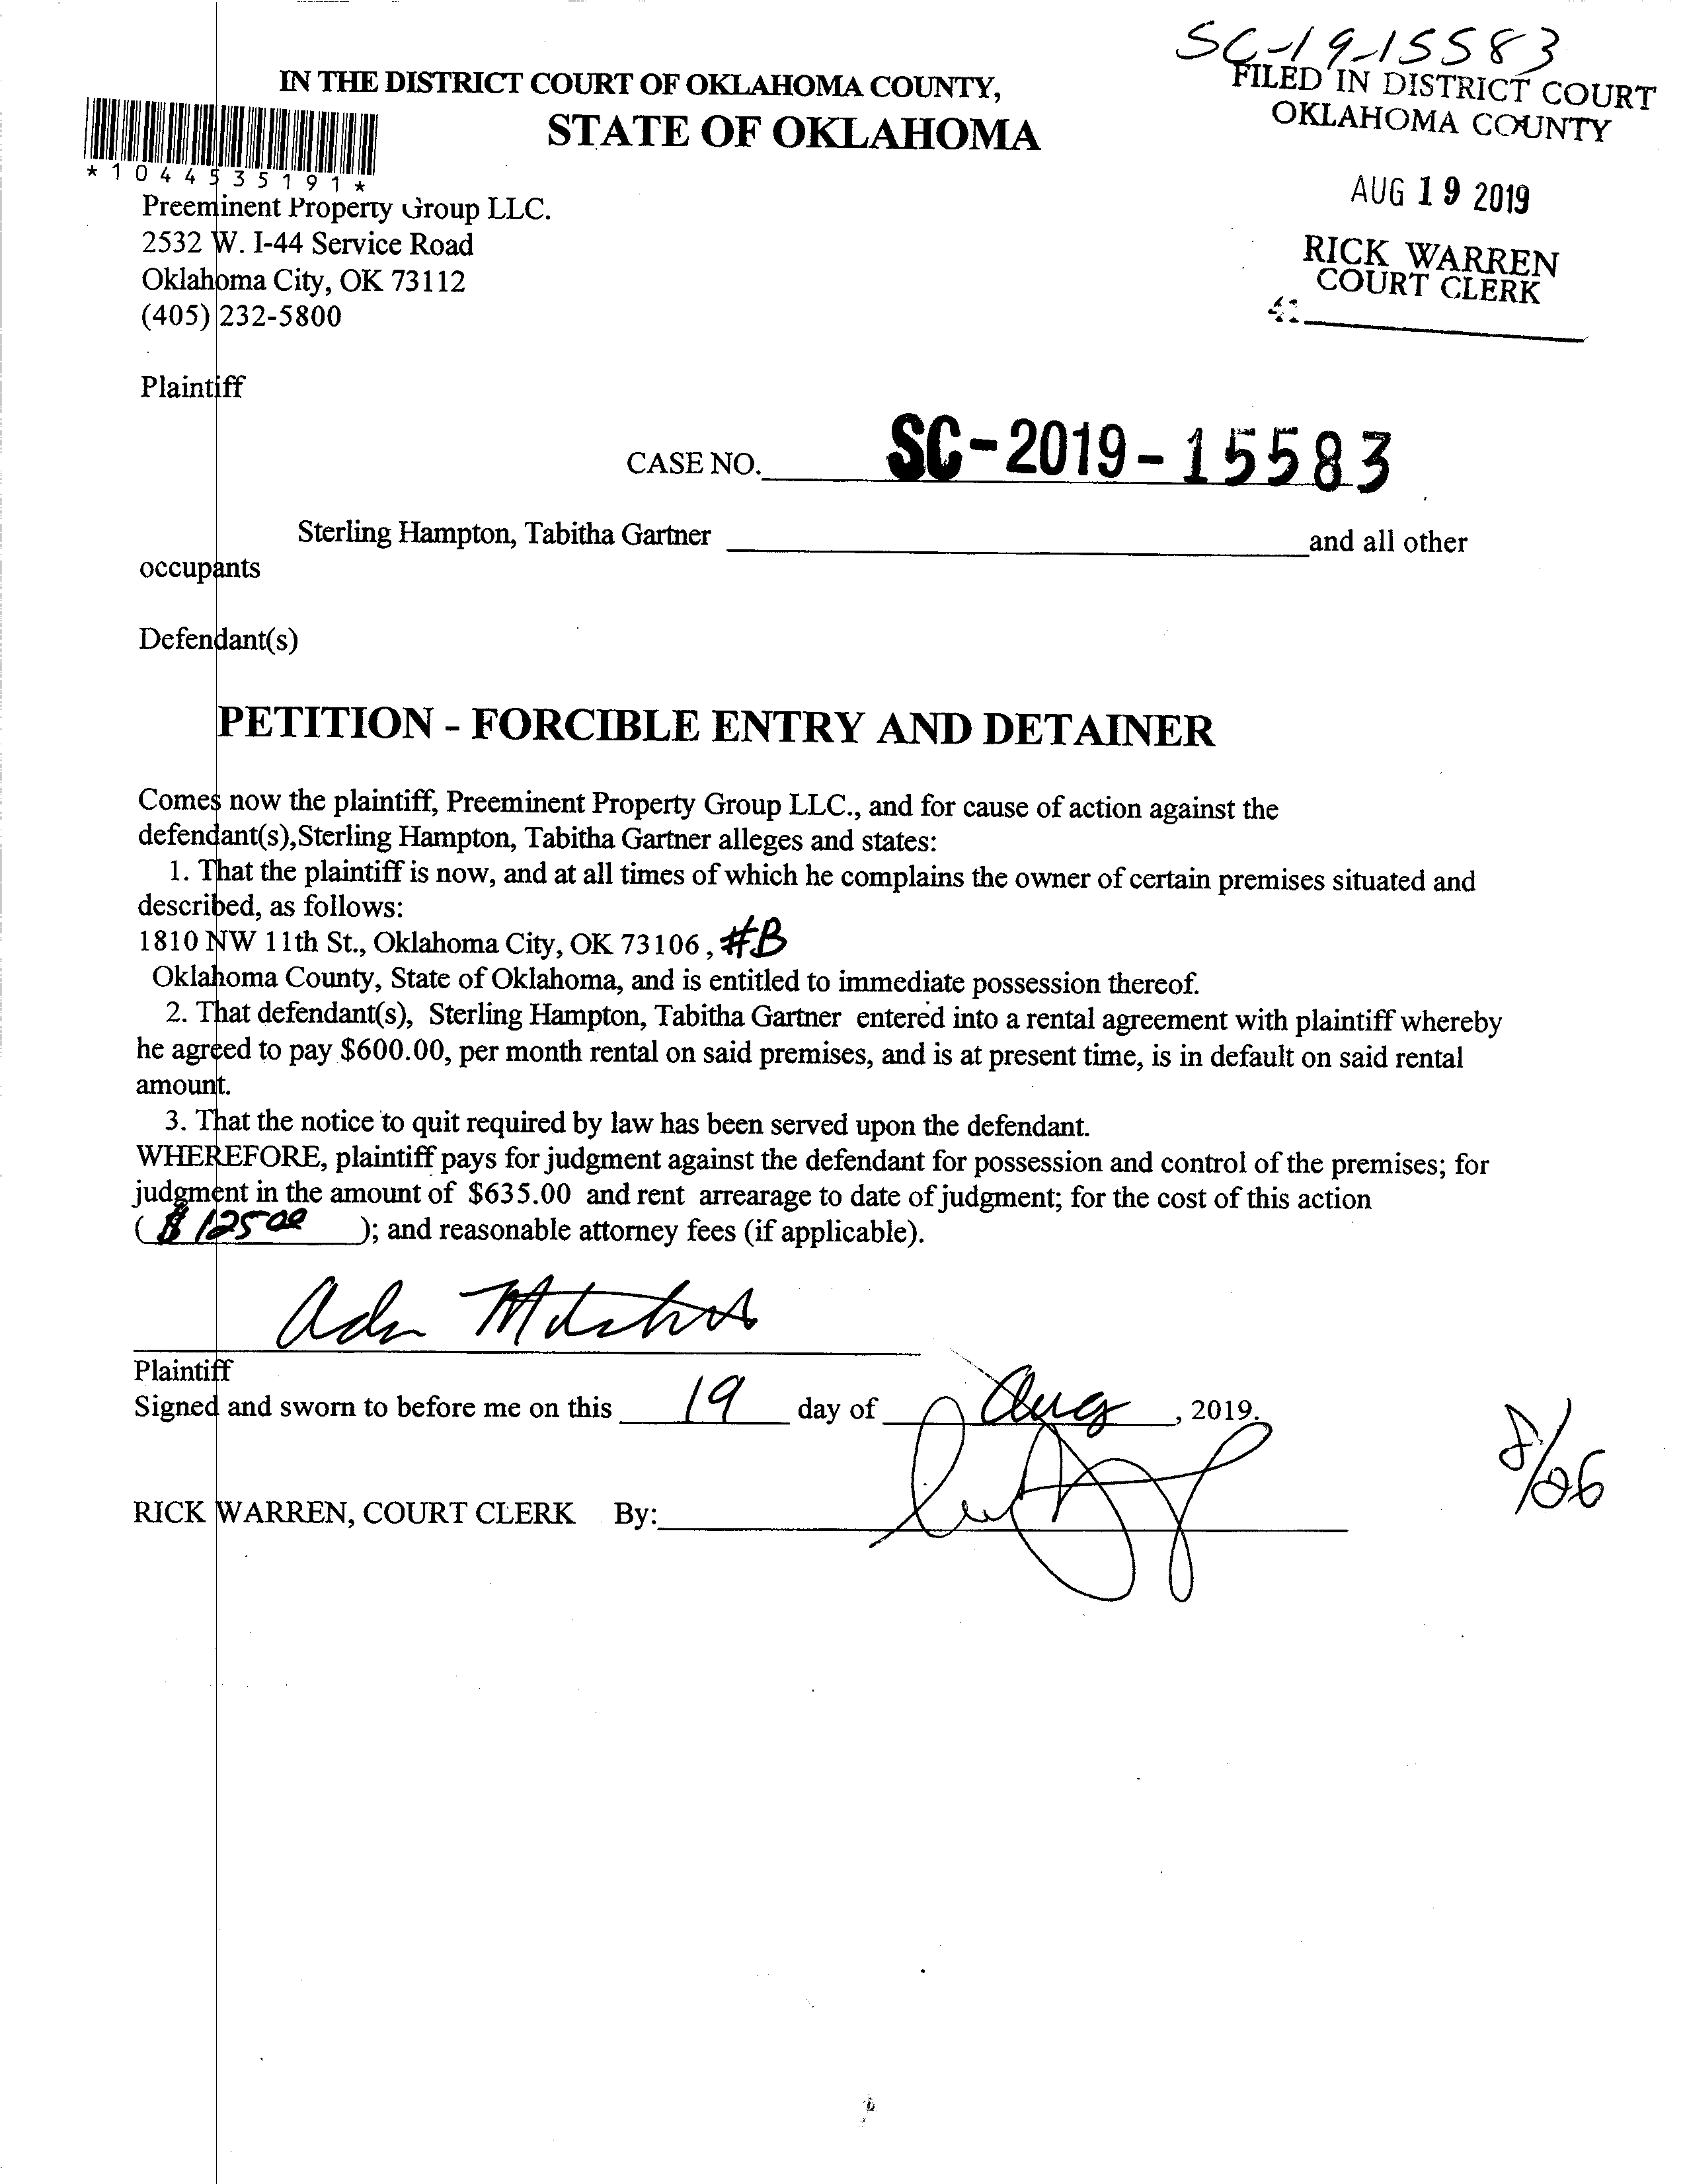 SC-19-15583
IN THE DISTRICT COURT OF OKLAHOMA COUNTY,
STATE OF OKLAHOMA
FILED IN DISTRICT COURT
OKLAHOMA COUNTY
AUG 19 2019
RICK WARREN
COURT CLERK
*1044535191*
Preeminent Property Group LLC.
2532 W. I-44 Service Road
Oklahoma City, OK 73112
(405) 232-5800
Plaintiff
CASE NO. SC-2019-15583
Sterling Hampton, Tabitha Gartner and all other
occupants
Defendant(s)
PETITION - FORCIBLE ENTRY AND DETAINER
Comes now the plaintiff, Preeminent Property Group LLC., and for cause of action against the
defendant(s),Sterling Hampton, Tabitha Gartner alleges and states:
1. That the plaintiff is now, and at all times of which he complains the owner of certain premises situated and
described, as follows:
1810 NW 11th St., Oklahoma City, OK 73106 , #B
Oklahoma County, State of Oklahoma, and is entitled to immediate possession thereof.
2. That defendant(s), Sterling Hampton, Tabitha Gartner entered into a rental agreement with plaintiff whereby
he agreed to pay $600.00, per month rental on said premises, and is at present time, is in default on said rental
amount.
3. That the notice to quit required by law has been served upon the defendant.
WHEREFORE, plaintiff pays for judgment against the defendant for possession and control of the premises; for
judgment in the amount of $635.00 and rent arrearage to date of judgment; for the cost of this action
( $ 125 00 ); and reasonable attorney fees (if applicable).
Plaintiff
Signed and sworn to before me on this 19 day of Aug , 2019.
8/26
RICK WARREN, COURT CLERK By: